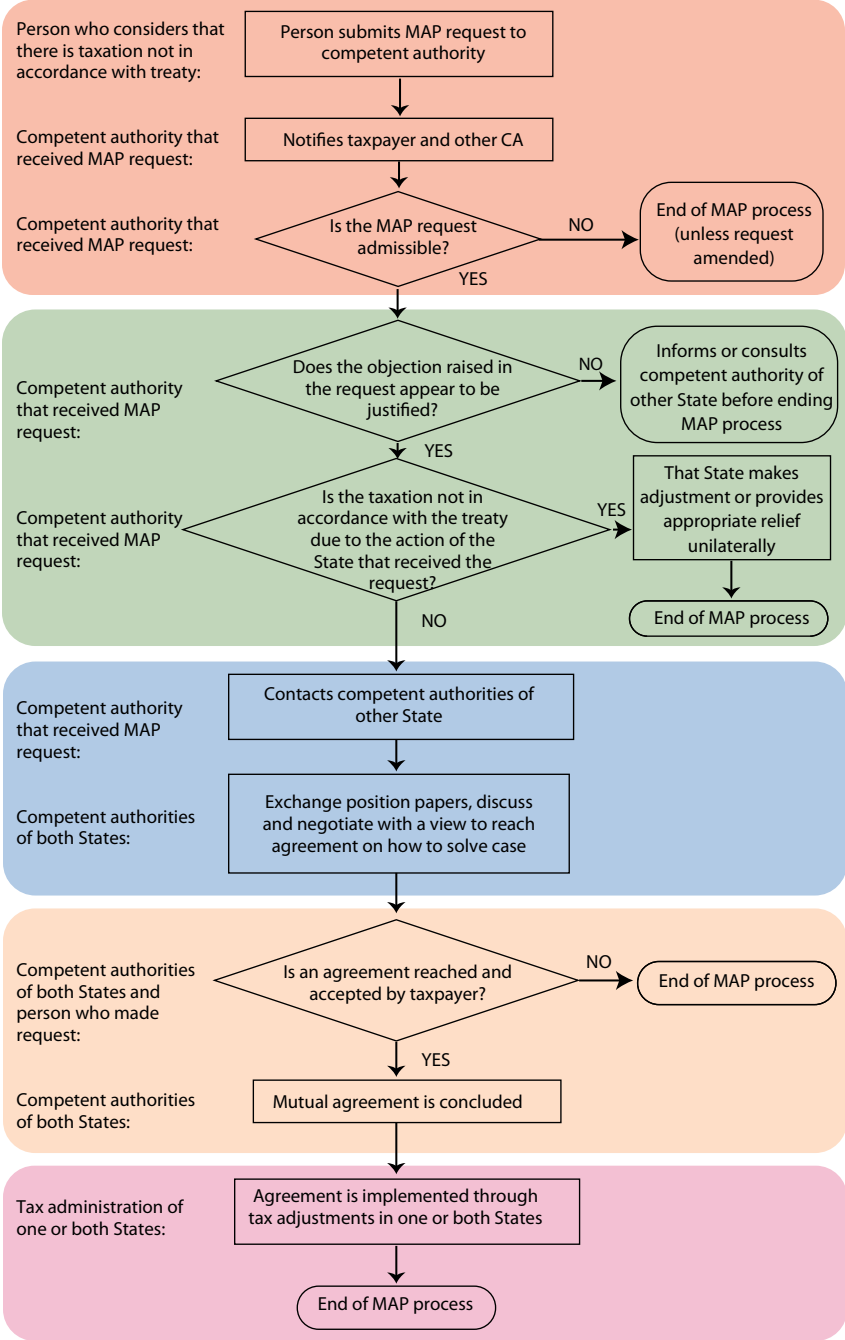 Person who considers that
there is taxation not in
accordance with treaty:
Person submits MAP request to
competent authority
Competent authority that
received MAP request:
Notifies taxpayer and other CA
Competent authority that
received MAP request:
Is the MAP request
admissible?
NO
End of MAP process
(unless request
amended)
YES
Competent authority
that received MAP
request:
Does the objection raised in
the request appear to be
justified?
NO
Informs or consults
competent authority of
other State before ending
MAP process
YES
Competent authority
that received MAP
request:
Is the taxation not in
accordance with the treaty
due to the action of the
State that received the
request?
YES
That State makes
adjustment or provides
appropriate relief
unilaterally
End of MAP process
NO
Competent authority
that received MAP
request:
Contacts competent authorities of
other State
Competent authorities
of both States:
Exchange position papers, discuss
and negotiate with a view to reach
agreement on how to solve case
Competent authorities
of both States and
person who made
request:
Is an agreement reached and
accepted by taxpayer?
NO
End of MAP process
YES
Competent authorities
of both States:
Mutual agreement is concluded
Tax administration of
one or both States:
Agreement is implemented through
tax adjustments in one or both States
End of MAP process